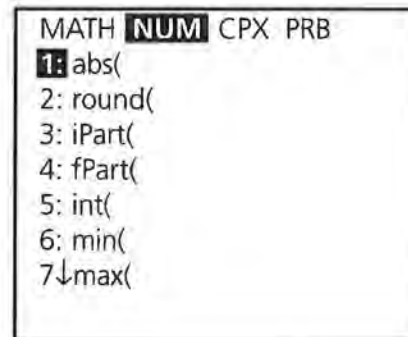 MATH NUM CPX PRB
1: abs(
2: round(
3: iPart(
4: fPart(
5: int(
6: min(
7↓max(